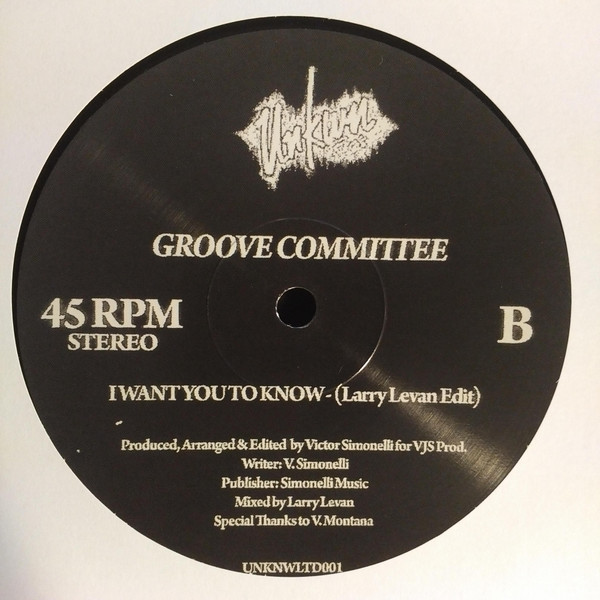 Unkwn
GROOVE COMMITTEE
45 RPM
STEREO
B
I WANT YOU TO KNOW - (Larry Levan Edit)
Produced, Arranged & Edited by Victor Simonelli for VJS Prod.
Writer: V. Simonelli
Publisher: Simonelli Music
Mixed by Larry Levan
Special Thanks to V. Montana
UNKNWLTD001